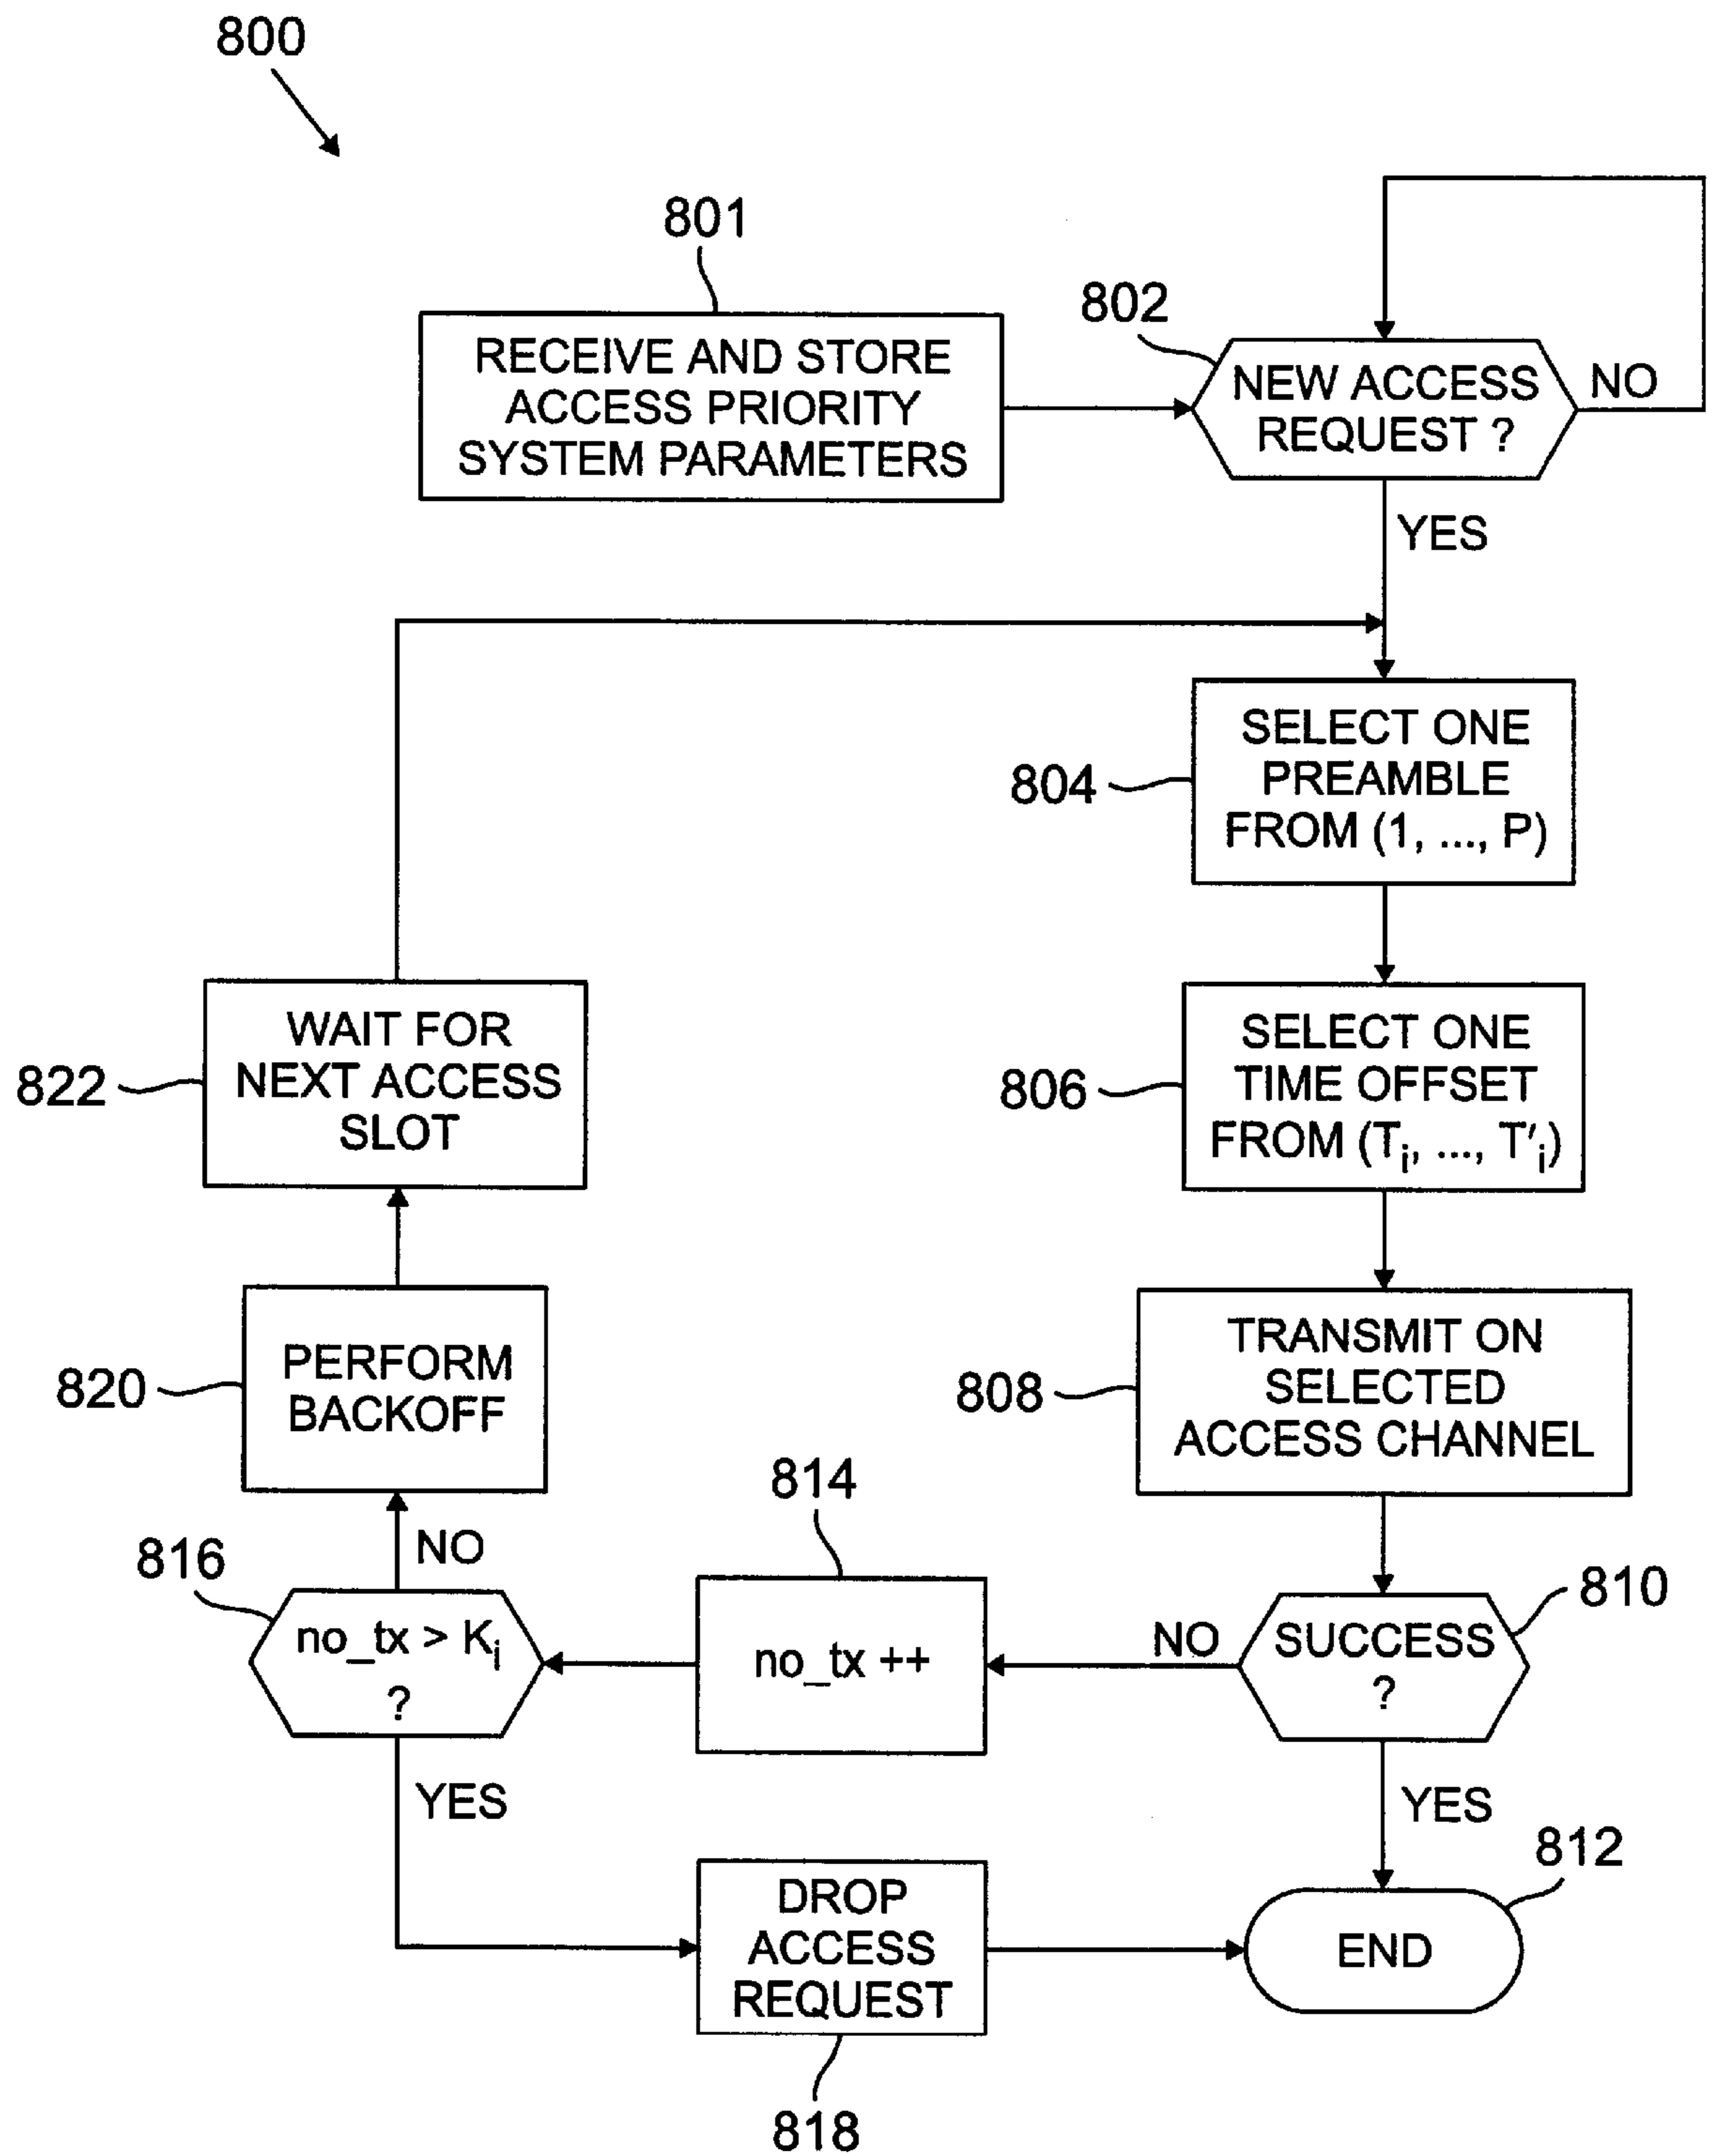 800
801
RECEIVE AND STORE
ACCESS PRIORITY
SYSTEM PARAMETERS
802
NEW ACCESS
REQUEST ?
NO
YES
804
SELECT ONE
PREAMBLE
FROM (1, ..., P)
806
SELECT ONE
TIME OFFSET
FROM (Ti, ..., T'i)
808
TRANSMIT ON
SELECTED
ACCESS CHANNEL
810
SUCCESS
?
NO
YES
812
END
814
no_tx ++
816
no_tx > Ki
?
NO
YES
818
DROP
ACCESS
REQUEST
820
PERFORM
BACKOFF
822
WAIT FOR
NEXT ACCESS
SLOT